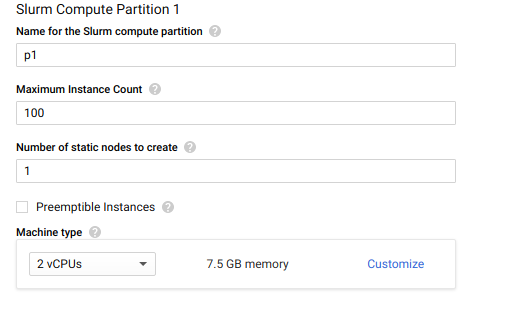 Slurm Compute Partition 1
Name for the Slurm compute partition ?
p1
Maximum Instance Count ?
100
Number of static nodes to create ?
1
Preemptible Instances ?
Machine type ?
2 vCPUs 7.5 GB memory Customize